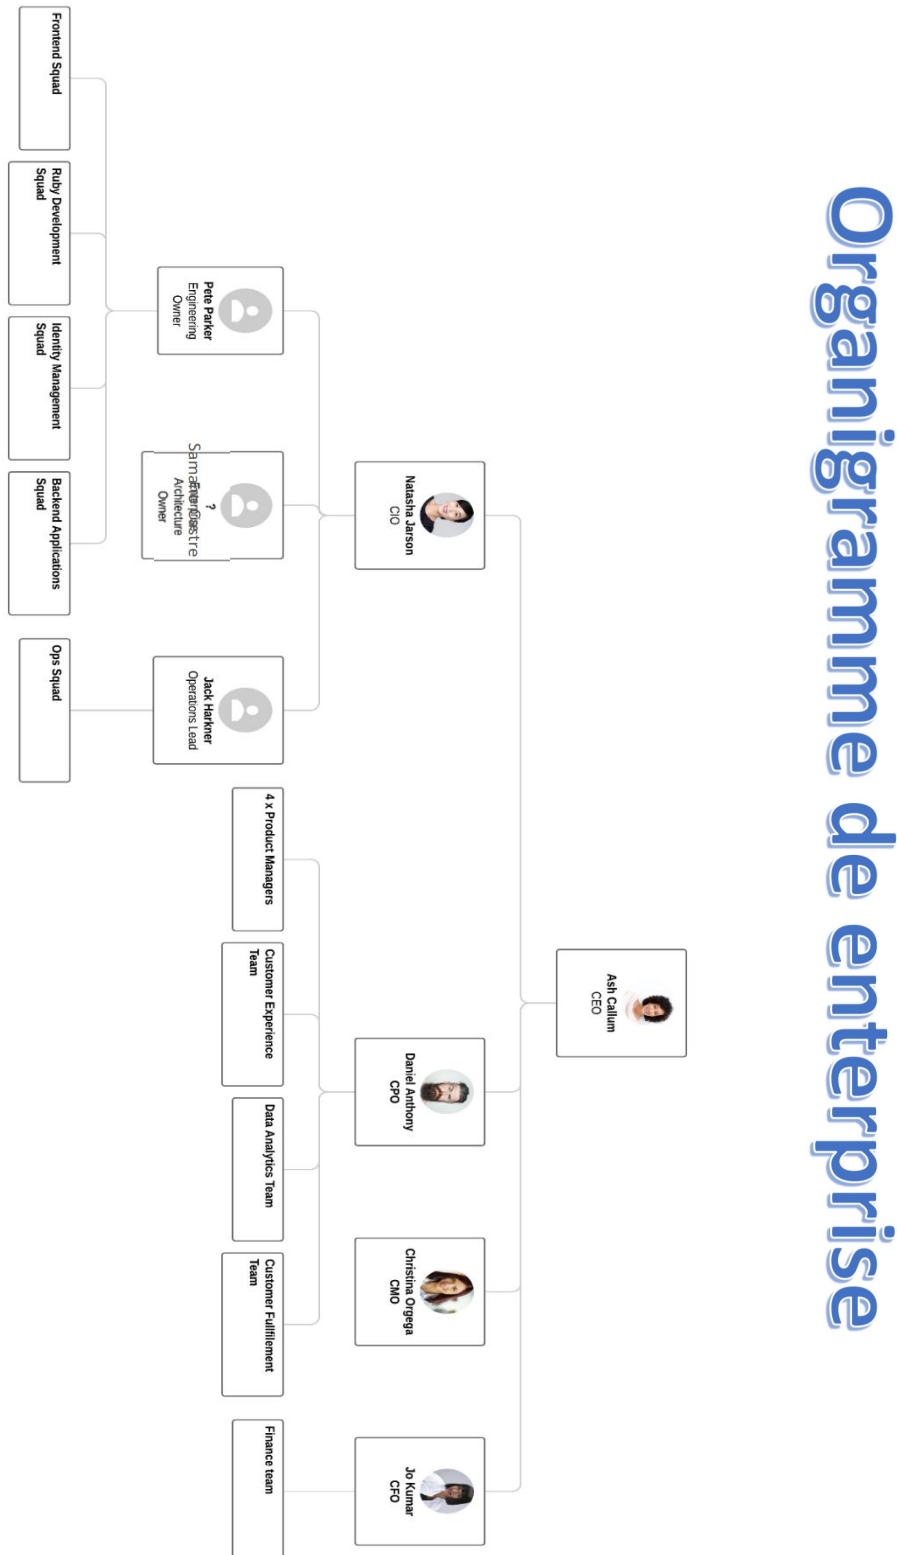 Organigramme de enterprise
Ash Callum
CEO
Natasha Jarson
CIO
Daniel Anthony
CPO
Christina Orgega
CMO
Jo Kumar
CFO
Pete Parker
Engineering
Owner
?
Architecture
Owner
Jack Harkner
Operations Lead
4 x Product Managers
Customer Experience
Team
Data Analytics Team
Customer Fullfilement
Team
Finance team
Frontend Squad
Ruby Development
Squad
Identity Management
Squad
Backend Applications
Squad
Ops Squad